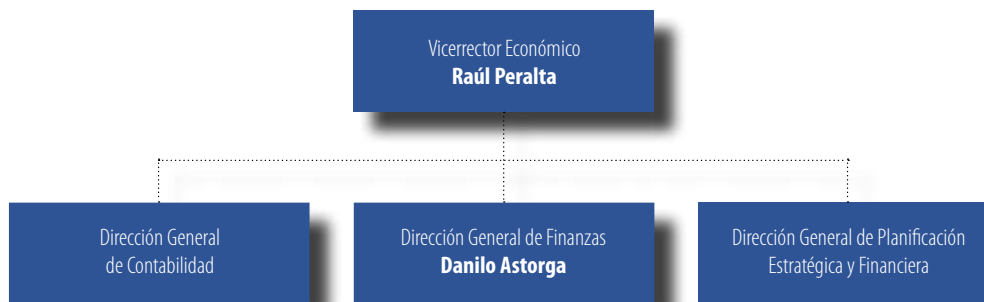 Vicerrector Económico
Raúl Peralta
Dirección General
de Contabilidad
Dirección General de Finanzas
Danilo Astorga
Dirección General de Planificación
Estratégica y Financiera